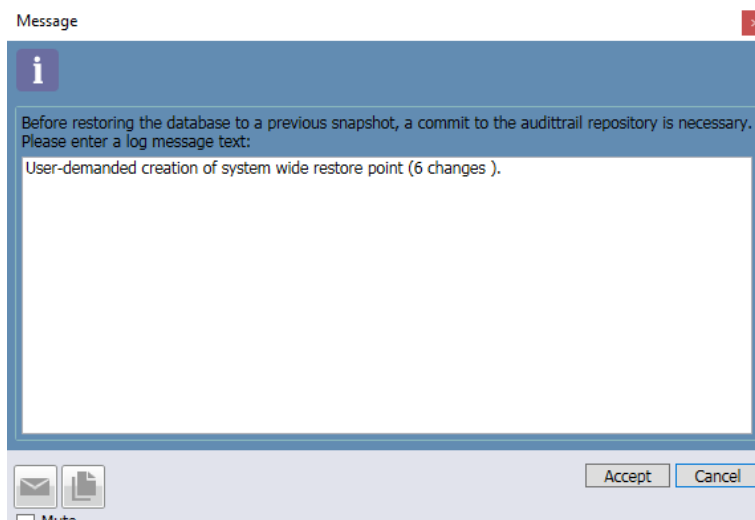 Message
i
Before restoring the database to a previous snapshot, a commit to the audittrail repository is necessary.
Please enter a log message text:
User-demanded creation of system wide restore point (6 changes ).
Accept
Cancel
Mute